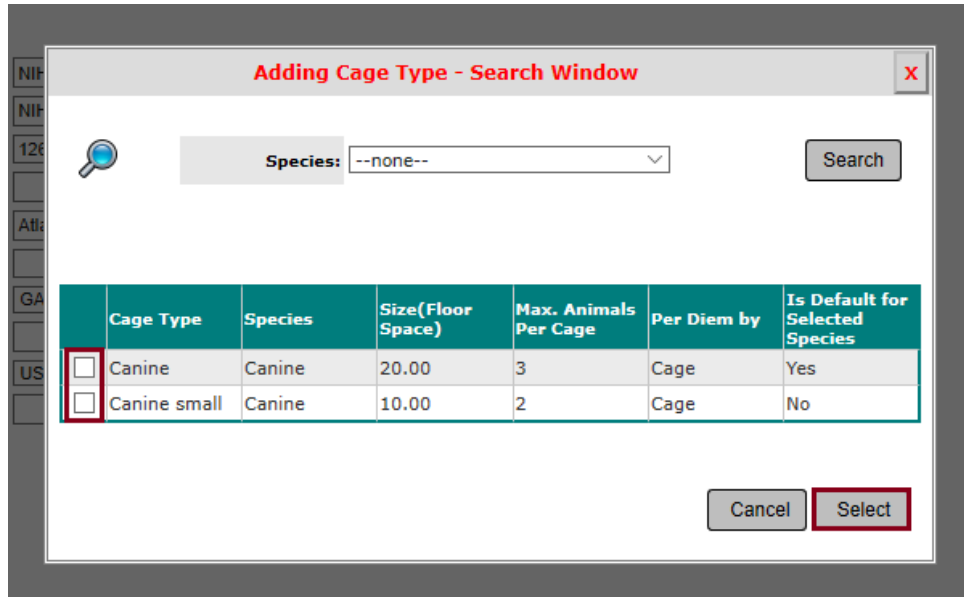 Adding Cage Type - Search Window
X
NIH
NIH
126
Species: --none--
Search
Atla
GA
Cage Type Species Size(Floor Space) Max. Animals Per Cage Per Diem by Is Default for Selected Species
Canine Canine 20.00 3 Cage Yes
US
Canine small Canine 10.00 2 Cage No
Cancel Select